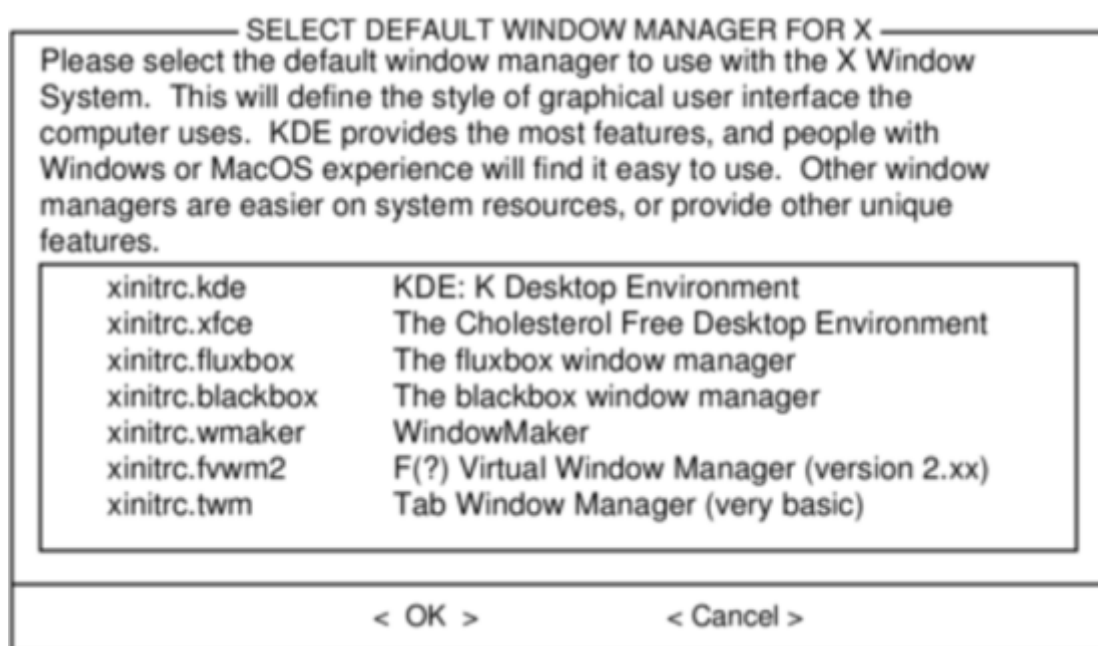 SELECT DEFAULT WINDOW MANAGER FOR X
Please select the default window manager to use with the X Window
System. This will define the style of graphical user interface the
computer uses. KDE provides the most features, and people with
Windows or MacOS experience will find it easy to use. Other window
managers are easier on system resources, or provide other unique
features.
xinitrc.kde KDE: K Desktop Environment
xinitrc.xfce The Cholesterol Free Desktop Environment
xinitrc.fluxbox The fluxbox window manager
xinitrc.blackbox The blackbox window manager
xinitrc.wmaker WindowMaker
xinitrc.fvwm2 F(?) Virtual Window Manager (version 2.xx)
xinitrc.twm Tab Window Manager (very basic)
< OK > < Cancel >